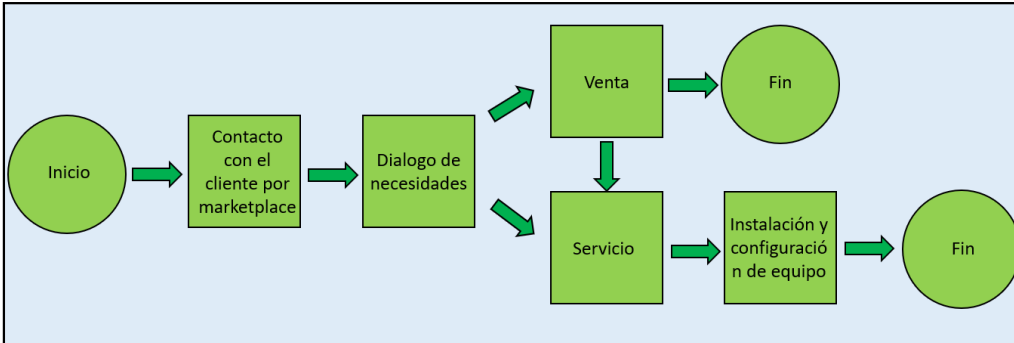 Inicio
Contacto
con el
cliente por
marketplace
Dialogo de
necesidades
Venta
Fin
Servicio
Instalación y
configuració
n de equipo
Fin